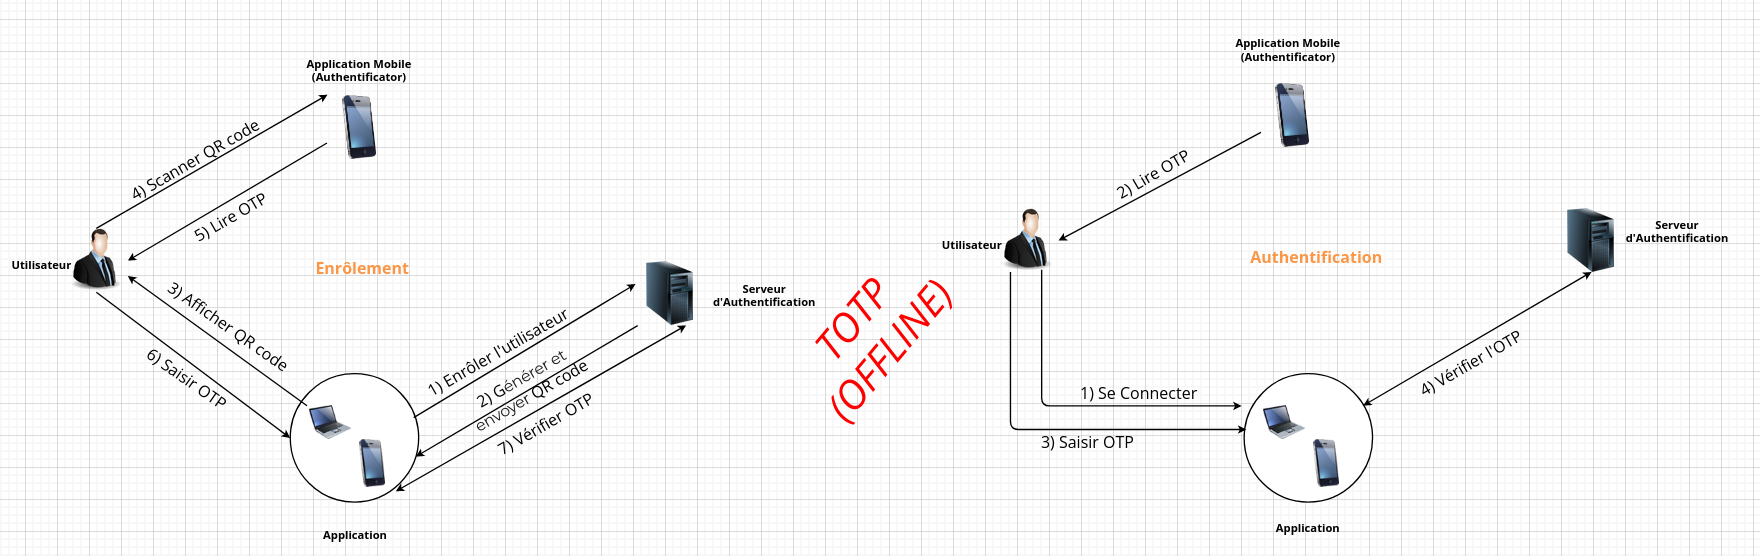 Application Mobile
(Authentificator)
4) Scanner QR code
5) Lire OTP
Utilisateur
Enrôlement
3) Afficher QR code
6) Saisir OTP
1) Enrôler l'utilisateur
2) Générer et
envoyer QR code
7) Vérifier OTP
Serveur
d'Authentification
Application
TOTP
(OFFLINE)
Application Mobile
(Authentificator)
2) Lire OTP
Utilisateur
Authentification
Serveur
d'Authentification
1) Se Connecter
3) Saisir OTP
4) Vérifier l'OTP
Application